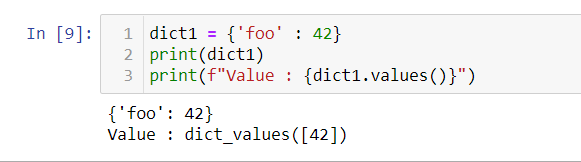 In [9]: 1 dict1 = {'foo' : 42}
2 print(dict1)
3 print(f"Value : {dict1.values()}")
{'foo': 42}
Value : dict_values([42])